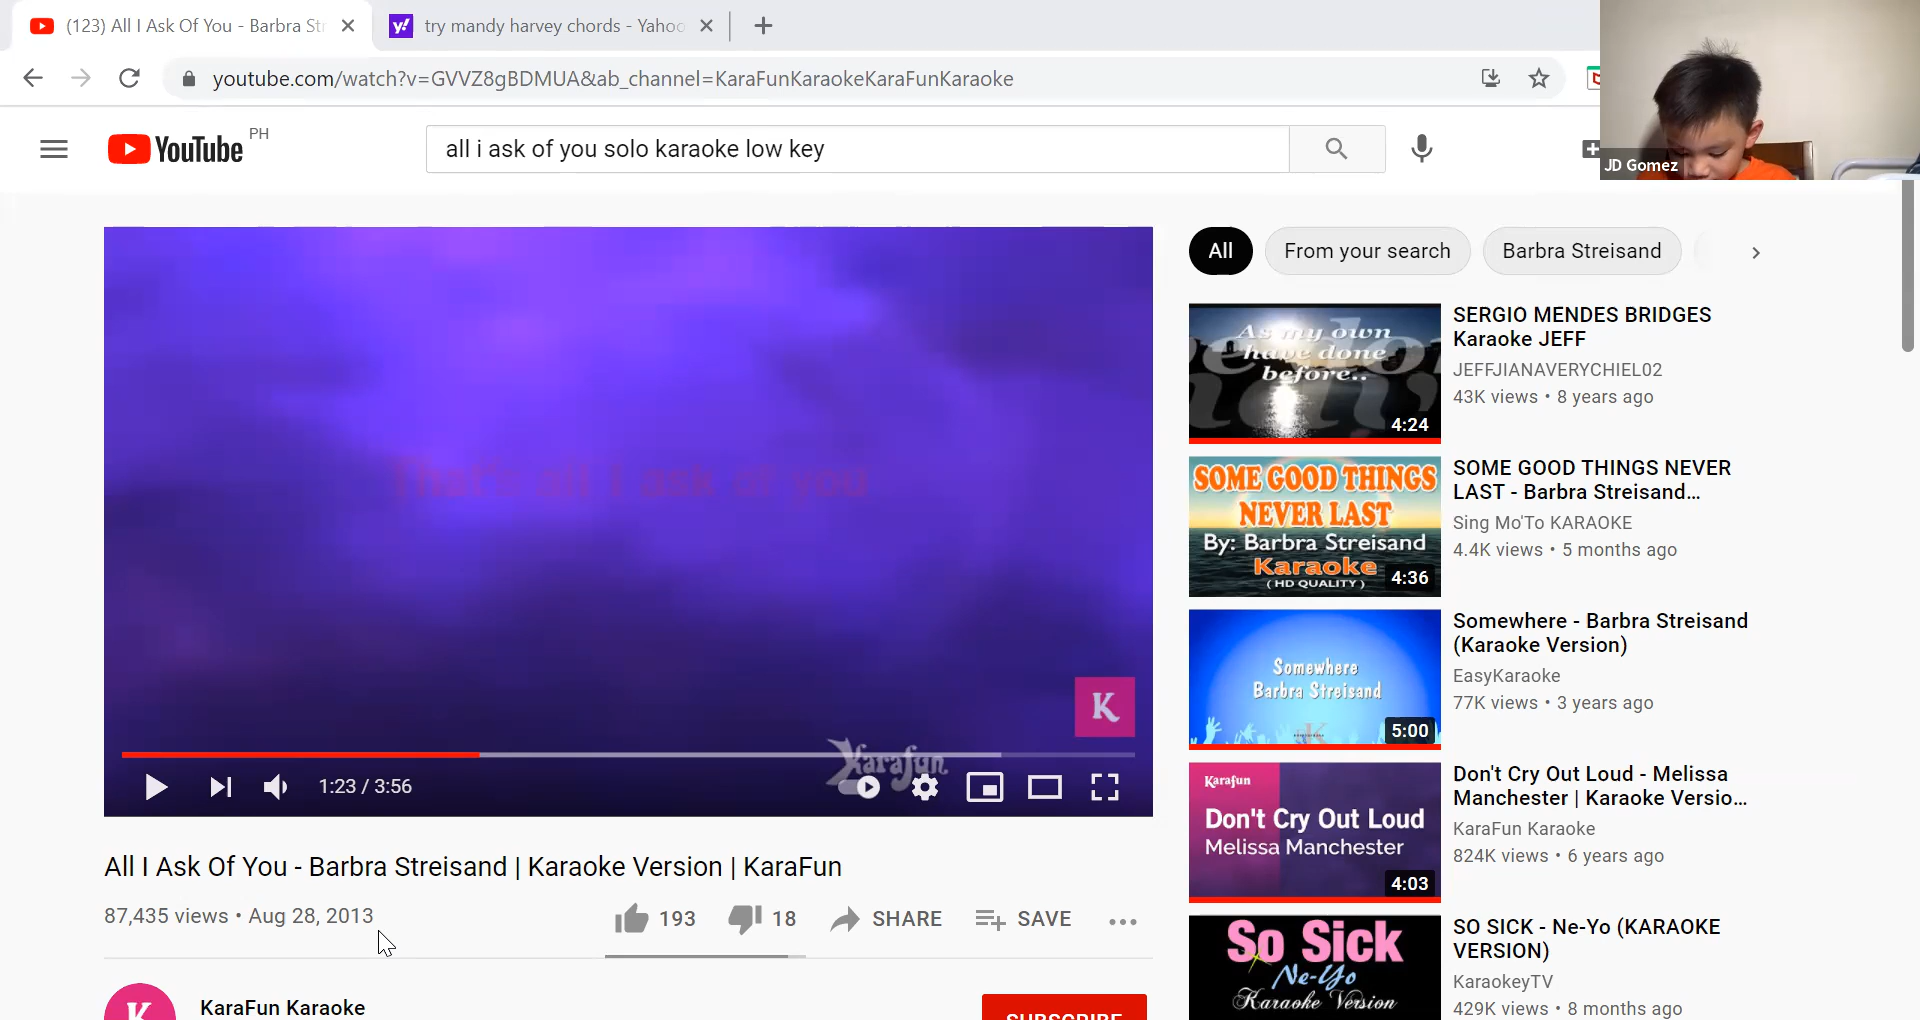 (123) All I Ask Of You - Barbra Str
try mandy harvey chords - Yahoo
youtube.com/watch?v=GVVZ8gBDMUA&ab_channel=KaraFunKaraokeKaraFunKaraoke
YouTube PH
all i ask of you solo karaoke low key
JD Gomez
That's all I ask of you
K
Karafun
1:23 / 3:56
All I Ask Of You - Barbra Streisand | Karaoke Version | KaraFun
87,435 views • Aug 28, 2013
193
18
SHARE
SAVE
K
KaraFun Karaoke
SUBSCRIBE
All
From your search
Barbra Streisand
As my own
have done
before..
4:24
SERGIO MENDES BRIDGES
Karaoke JEFF
JEFFJIANAVERYCHIEL02
43K views • 8 years ago
SOME GOOD THINGS
NEVER LAST
By: Barbra Streisand
Karaoke
( HD QUALITY )
4:36
SOME GOOD THINGS NEVER
LAST - Barbra Streisand...
Sing Mo'To KARAOKE
4.4K views • 5 months ago
Somewhere
Barbra Streisand
5:00
Somewhere - Barbra Streisand
(Karaoke Version)
EasyKaraoke
77K views • 3 years ago
Karafun
Don't Cry Out Loud
Melissa Manchester
4:03
Don't Cry Out Loud - Melissa
Manchester | Karaoke Versio...
KaraFun Karaoke
824K views • 6 years ago
So Sick
Ne-Yo
Karaoke Version
SO SICK - Ne-Yo (KARAOKE
VERSION)
KaraokeyTV
429K views • 8 months ago